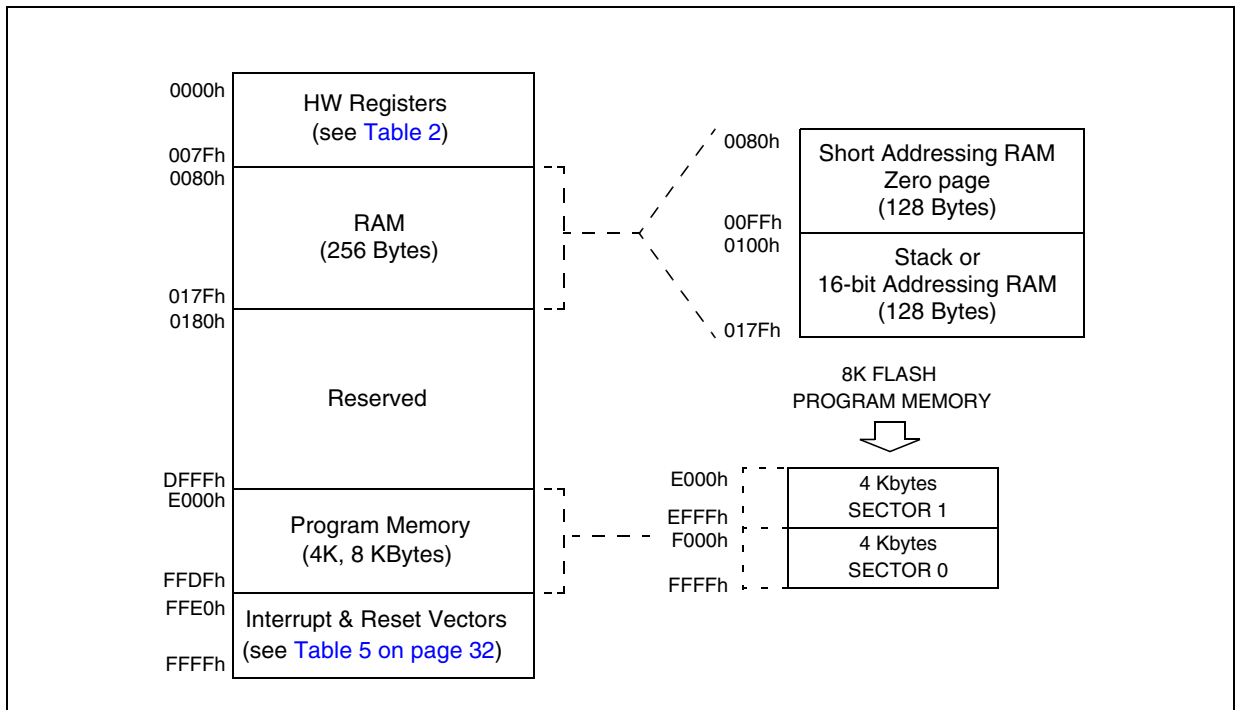 0000h
HW Registers
(see Table 2)
007Fh
0080h
RAM
(256 Bytes)
017Fh
0180h
Reserved
DFFFh
E000h
Program Memory
(4K, 8 KBytes)
FFDFh
FFE0h
Interrupt & Reset Vectors
(see Table 5 on page 32)
FFFFh
0080h
Short Addressing RAM
Zero page
(128 Bytes)
00FFh
0100h
Stack or
16-bit Addressing RAM
(128 Bytes)
017Fh
8K FLASH
PROGRAM MEMORY
E000h
4 Kbytes
SECTOR 1
EFFFh
F000h
4 Kbytes
SECTOR 0
FFFFh